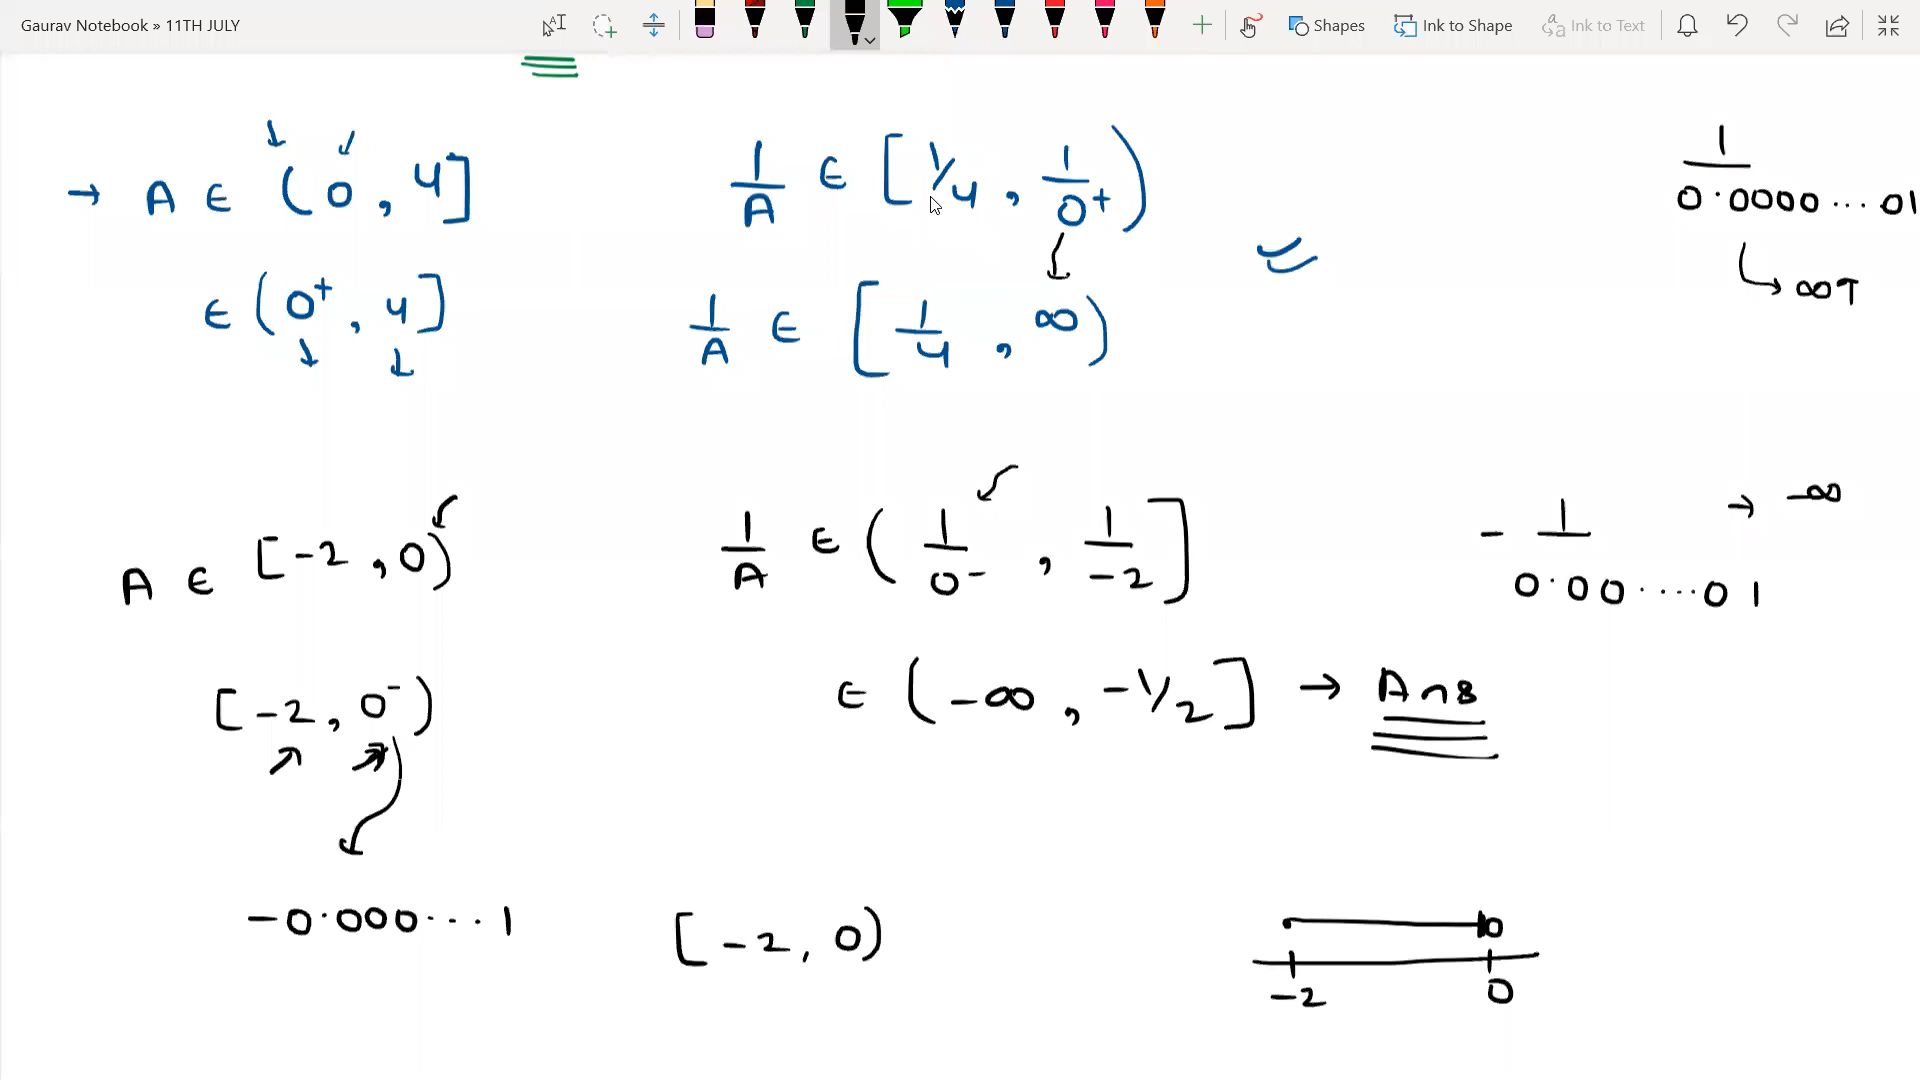 Gaurav Notebook » 11TH JULY
Shapes
Ink to Shape
Ink to Text
→ A ∈ (0, 4]
1/A ∈ [1/4, 1/0⁺)
1/0.0000...01
→ ∞↑
∈ (0⁺, 4]
1/A ∈ [1/4, ∞)
A ∈ [-2, 0)
1/A ∈ (1/0⁻, 1/-2]
- 1/0.00....01 → -∞
[-2, 0⁻)
∈ (-∞, -1/2] → Ans
-0.000...1
[-2, 0)
-2 0